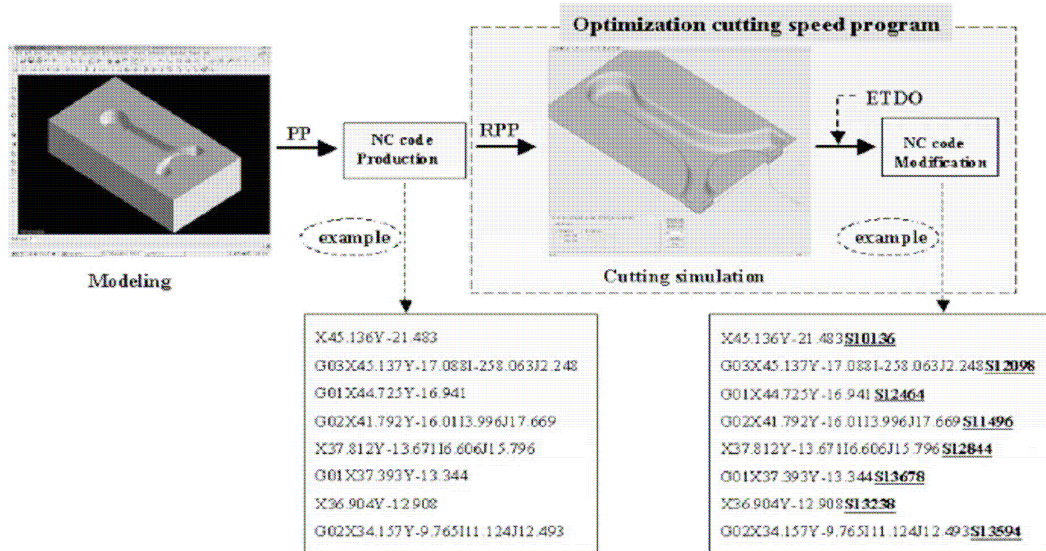 Optimization cutting speed program
ETDO
PP
RPP
NC code
Production
NC code
Modification
example
example
Modeling
Cutting simulation
X45.136Y-21.483
G03X45.137Y-17.088I-258.063J2.248
G01X44.725Y-16.941
G02X41.792Y-16.01I3.996J17.669
X37.812Y-13.671I6.606J15.796
G01X37.393Y-13.344
X36.904Y-12.908
G02X34.157Y-9.765I11.124J12.493
X45.136Y-21.483S10136
G03X45.137Y-17.088I-258.063J2.248S12098
G01X44.725Y-16.941S12464
G02X41.792Y-16.01I3.996J17.669S11496
X37.812Y-13.671I6.606J15.796S12844
G01X37.393Y-13.344S13678
X36.904Y-12.908S13238
G02X34.157Y-9.765I11.124J12.493S13594